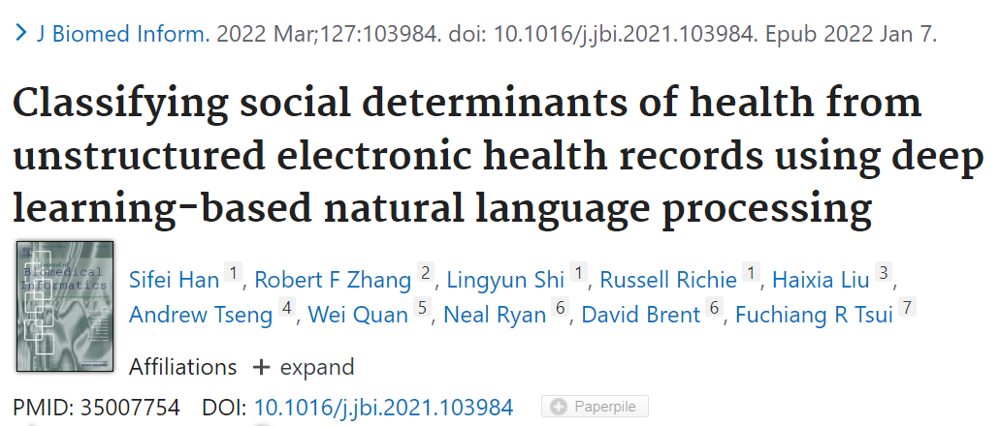 J Biomed Inform. 2022 Mar;127:103984. doi: 10.1016/j.jbi.2021.103984. Epub 2022 Jan 7.
Classifying social determinants of health from
unstructured electronic health records using deep
learning-based natural language processing
Journal of
Biomedical
Informatics
Sifei Han 1, Robert F Zhang 2, Lingyun Shi 1, Russell Richie 1, Haixia Liu 3,
Andrew Tseng 4, Wei Quan 5, Neal Ryan 6, David Brent 6, Fuchiang R Tsui 7
Affiliations + expand
PMID: 35007754 DOI: 10.1016/j.jbi.2021.103984 Paperpile